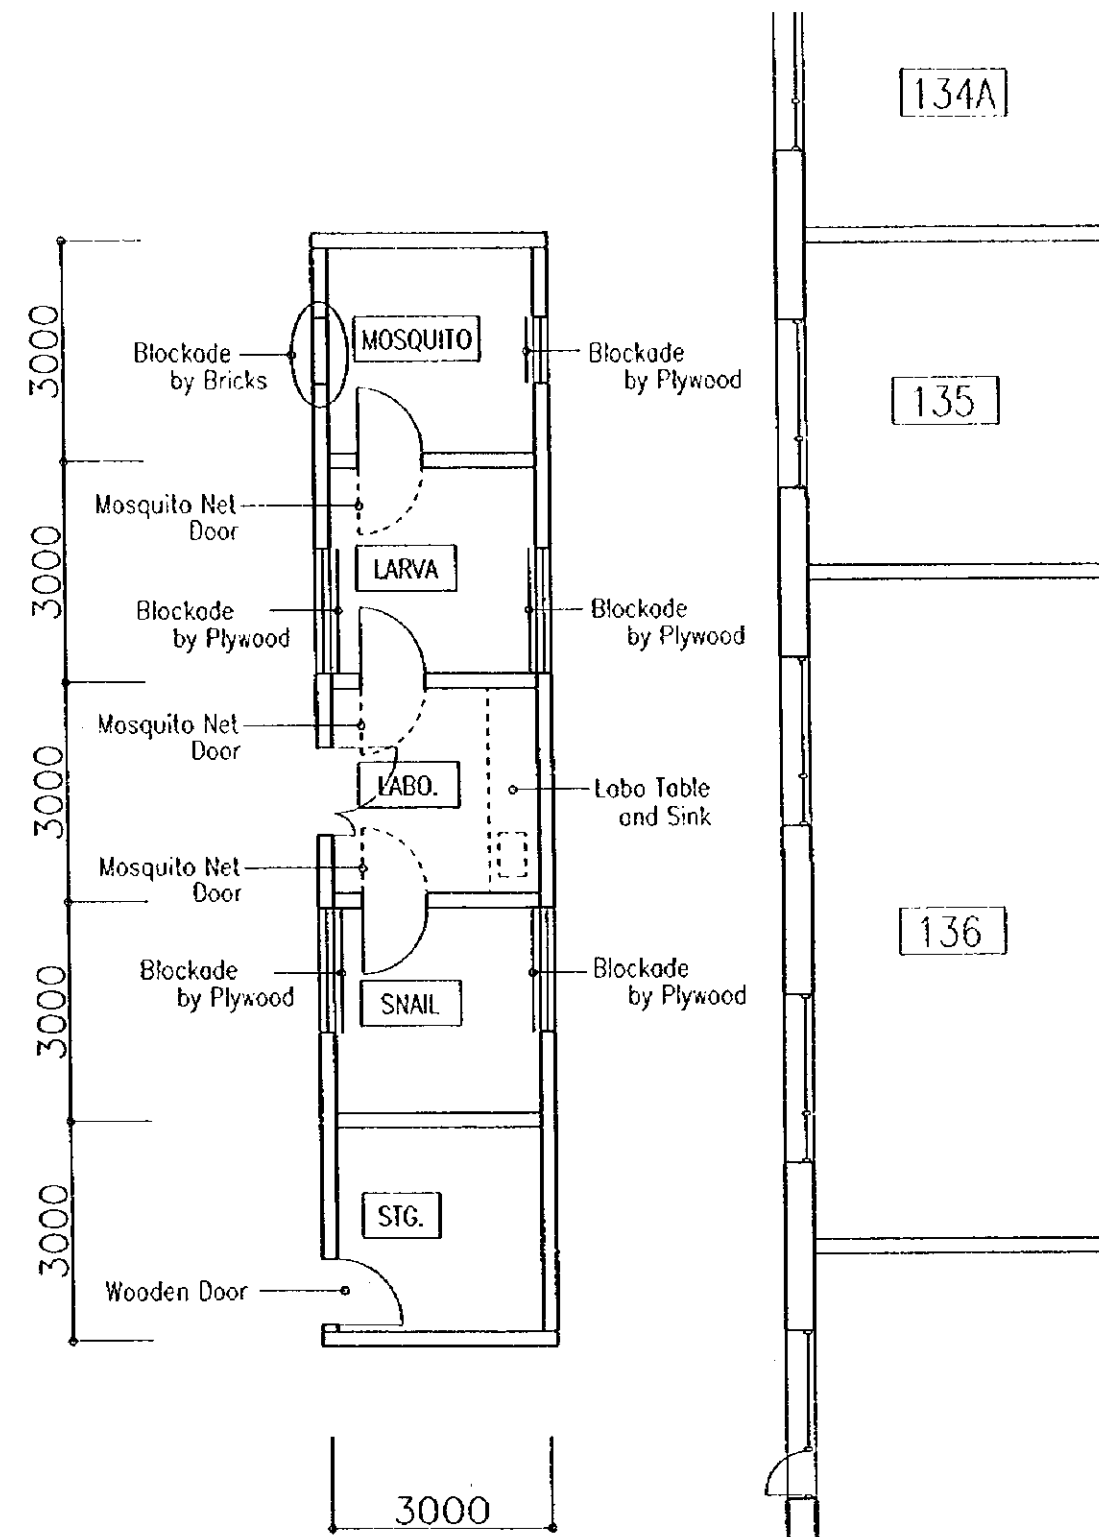 134A
3000
MOSQUITO
Blockade
by Bricks
Blockade
by Plywood
135
Mosquito Net
Door
3000
LARVA
Blockade
by Plywood
Blockade
by Plywood
Mosquito Net
Door
3000
LABO.
Labo Table
and Sink
Mosquito Net
Door
136
3000
Blockade
by Plywood
SNAIL
Blockade
by Plywood
3000
STG.
Wooden Door
3000